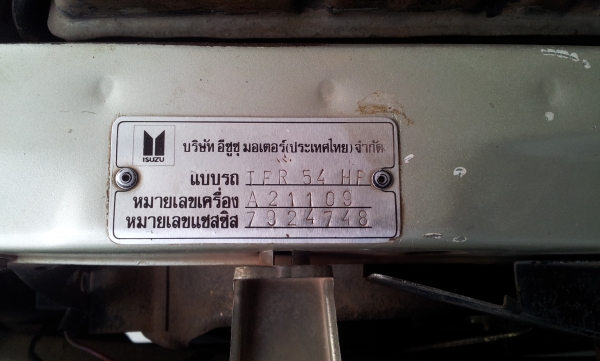 ISUZU
บริษัท อีซูซุ มอเตอร์(ประเทศไทย) จำกัด
แบบรถ TFR 54 HF
หมายเลขเครื่อง A21109
หมายเลขแชสซิส 7024748